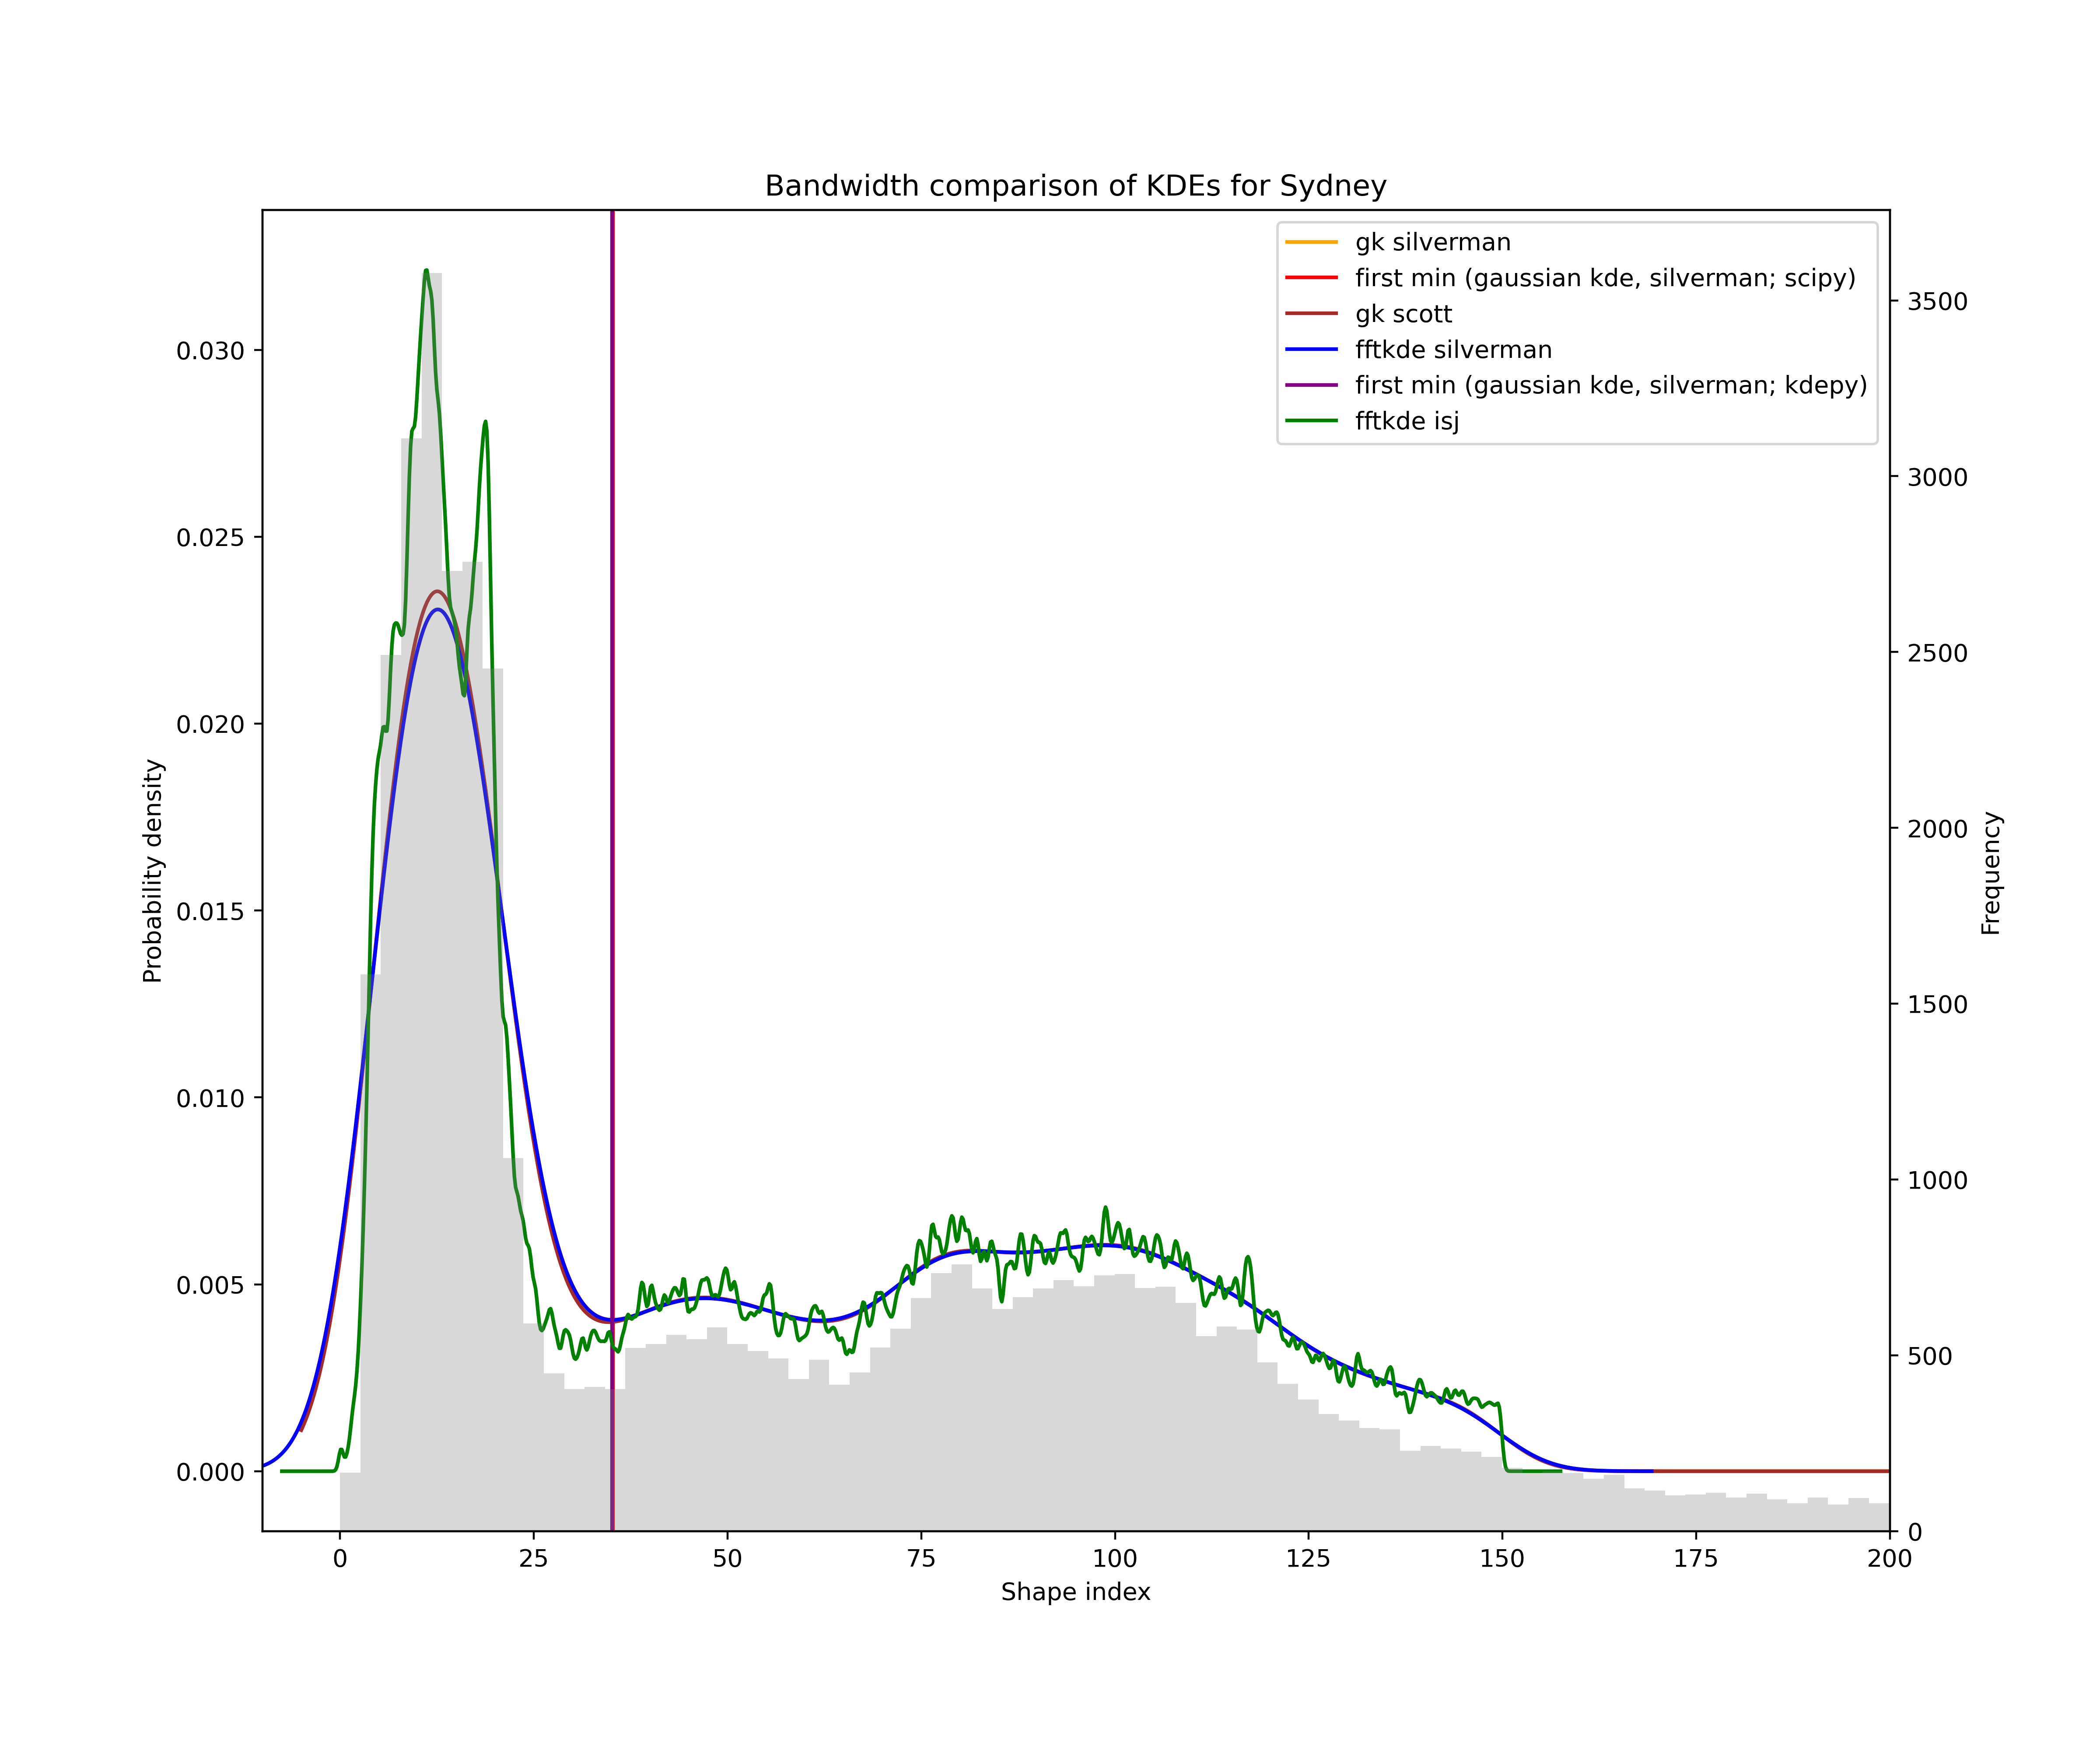 Bandwidth comparison of KDEs for Sydney
gk silverman
first min (gaussian kde, silverman; scipy)
gk scott
fftkde silverman
first min (gaussian kde, silverman; kdepy)
fftkde isj
Probability density
0.030
0.025
0.020
0.015
0.010
0.005
0.000
3500
3000
2500
2000
1500
1000
500
0
Frequency
0 25 50 75 100 125 150 175 200
Shape index